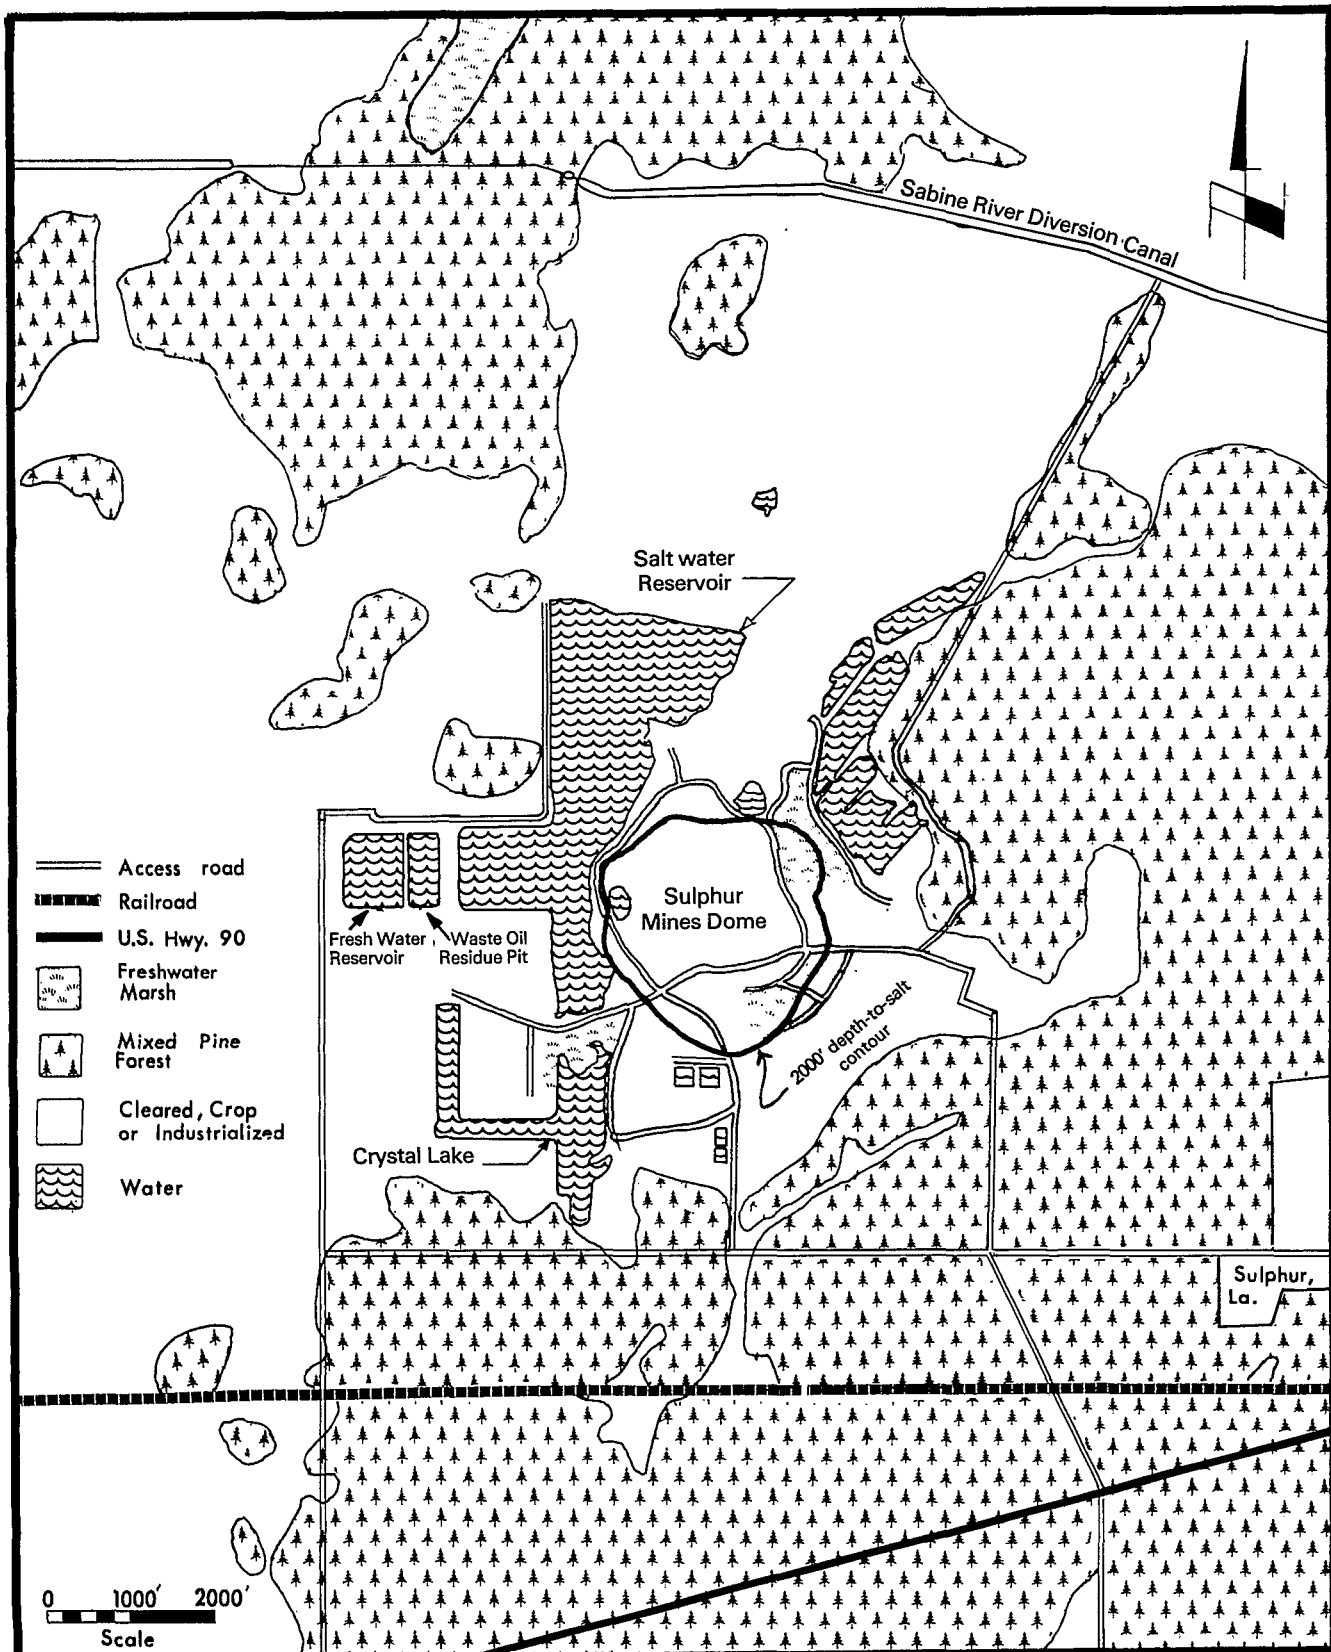 Sabine River Diversion Canal
Salt water
Reservoir
Sulphur
Mines Dome
Access road
Railroad
U.S. Hwy. 90
Freshwater
Marsh
Mixed Pine
Forest
Cleared, Crop
or Industrialized
Water
Fresh Water
Reservoir
Waste Oil
Residue Pit
2000' depth-to-salt
contour
Crystal Lake
Sulphur,
La.
0 1000' 2000'
Scale